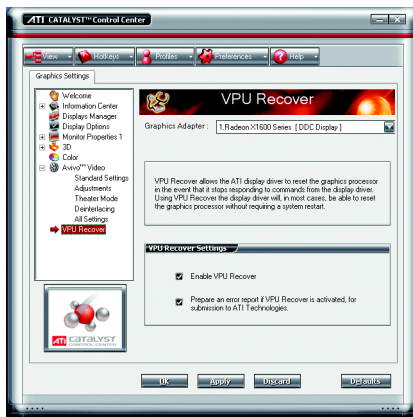 ATI CATALYST™ Control Center
View
Hotkeys
Profiles
Preferences
Help
Graphics Settings
Welcome
Information Center
Displays Manager
Display Options
Monitor Properties 1
3D
Color
Avivo™ Video
Standard Settings
Adjustments
Theater Mode
Deinterlacing
All Settings
VPU Recover
ATI CATALYST
CONTROL CENTER
VPU Recover
Graphics Adapter :
1.Radeon X1600 Series [ DDC Display ]
VPU Recover allows the ATI display driver to reset the graphics processor
in the event that it stops responding to commands from the display driver.
Using VPU Recover the display driver will, in most cases, be able to reset
the graphics processor without requiring a system restart.
VPU Recover Settings
Enable VPU Recover
Prepare an error report if VPU Recover is activated, for
submission to ATI Technologies.
OK
Apply
Discard
Defaults